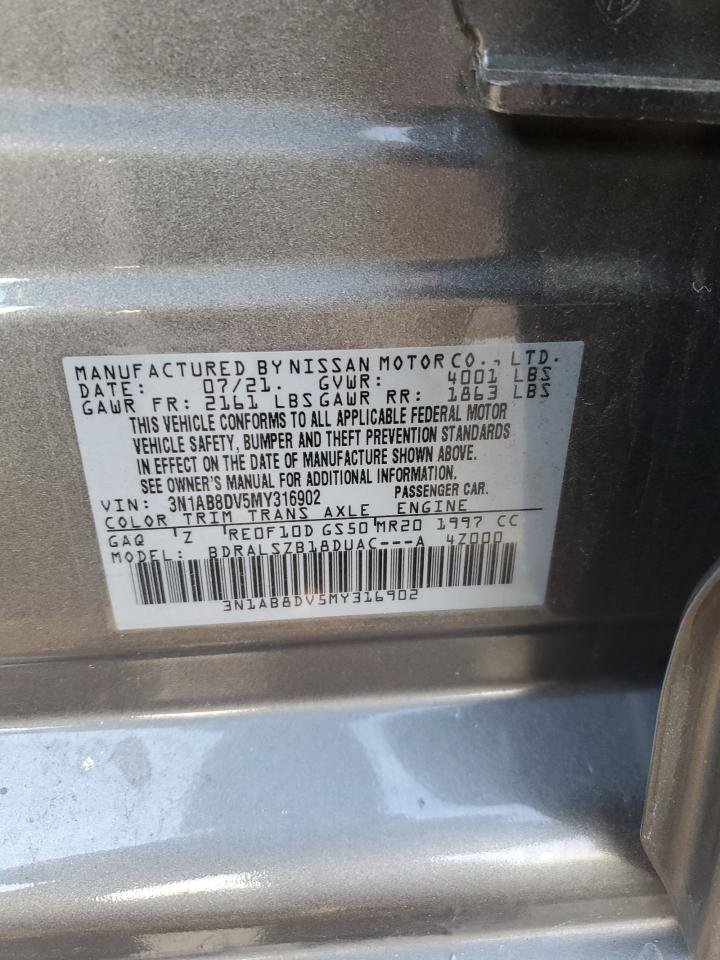 MANUFACTURED BY NISSAN MOTOR CO., LTD.
DATE: 07/21. GVWR: 4001 LBS
GAWR FR: 2161 LBS GAWR RR: 1863 LBS
THIS VEHICLE CONFORMS TO ALL APPLICABLE FEDERAL MOTOR
VEHICLE SAFETY, BUMPER AND THEFT PREVENTION STANDARDS
IN EFFECT ON THE DATE OF MANUFACTURE SHOWN ABOVE.
SEE OWNER'S MANUAL FOR ADDITIONAL INFORMATION.
VIN: 3N1AB8DV5MY316902 PASSENGER CAR.
COLOR TRIM TRANS AXLE ENGINE
GAQ Z RE0F10D GS50 MR20 1997 CC
MODEL: BDRALSZB18DUAC---A 4Z000
3N1AB8DV5MY316902